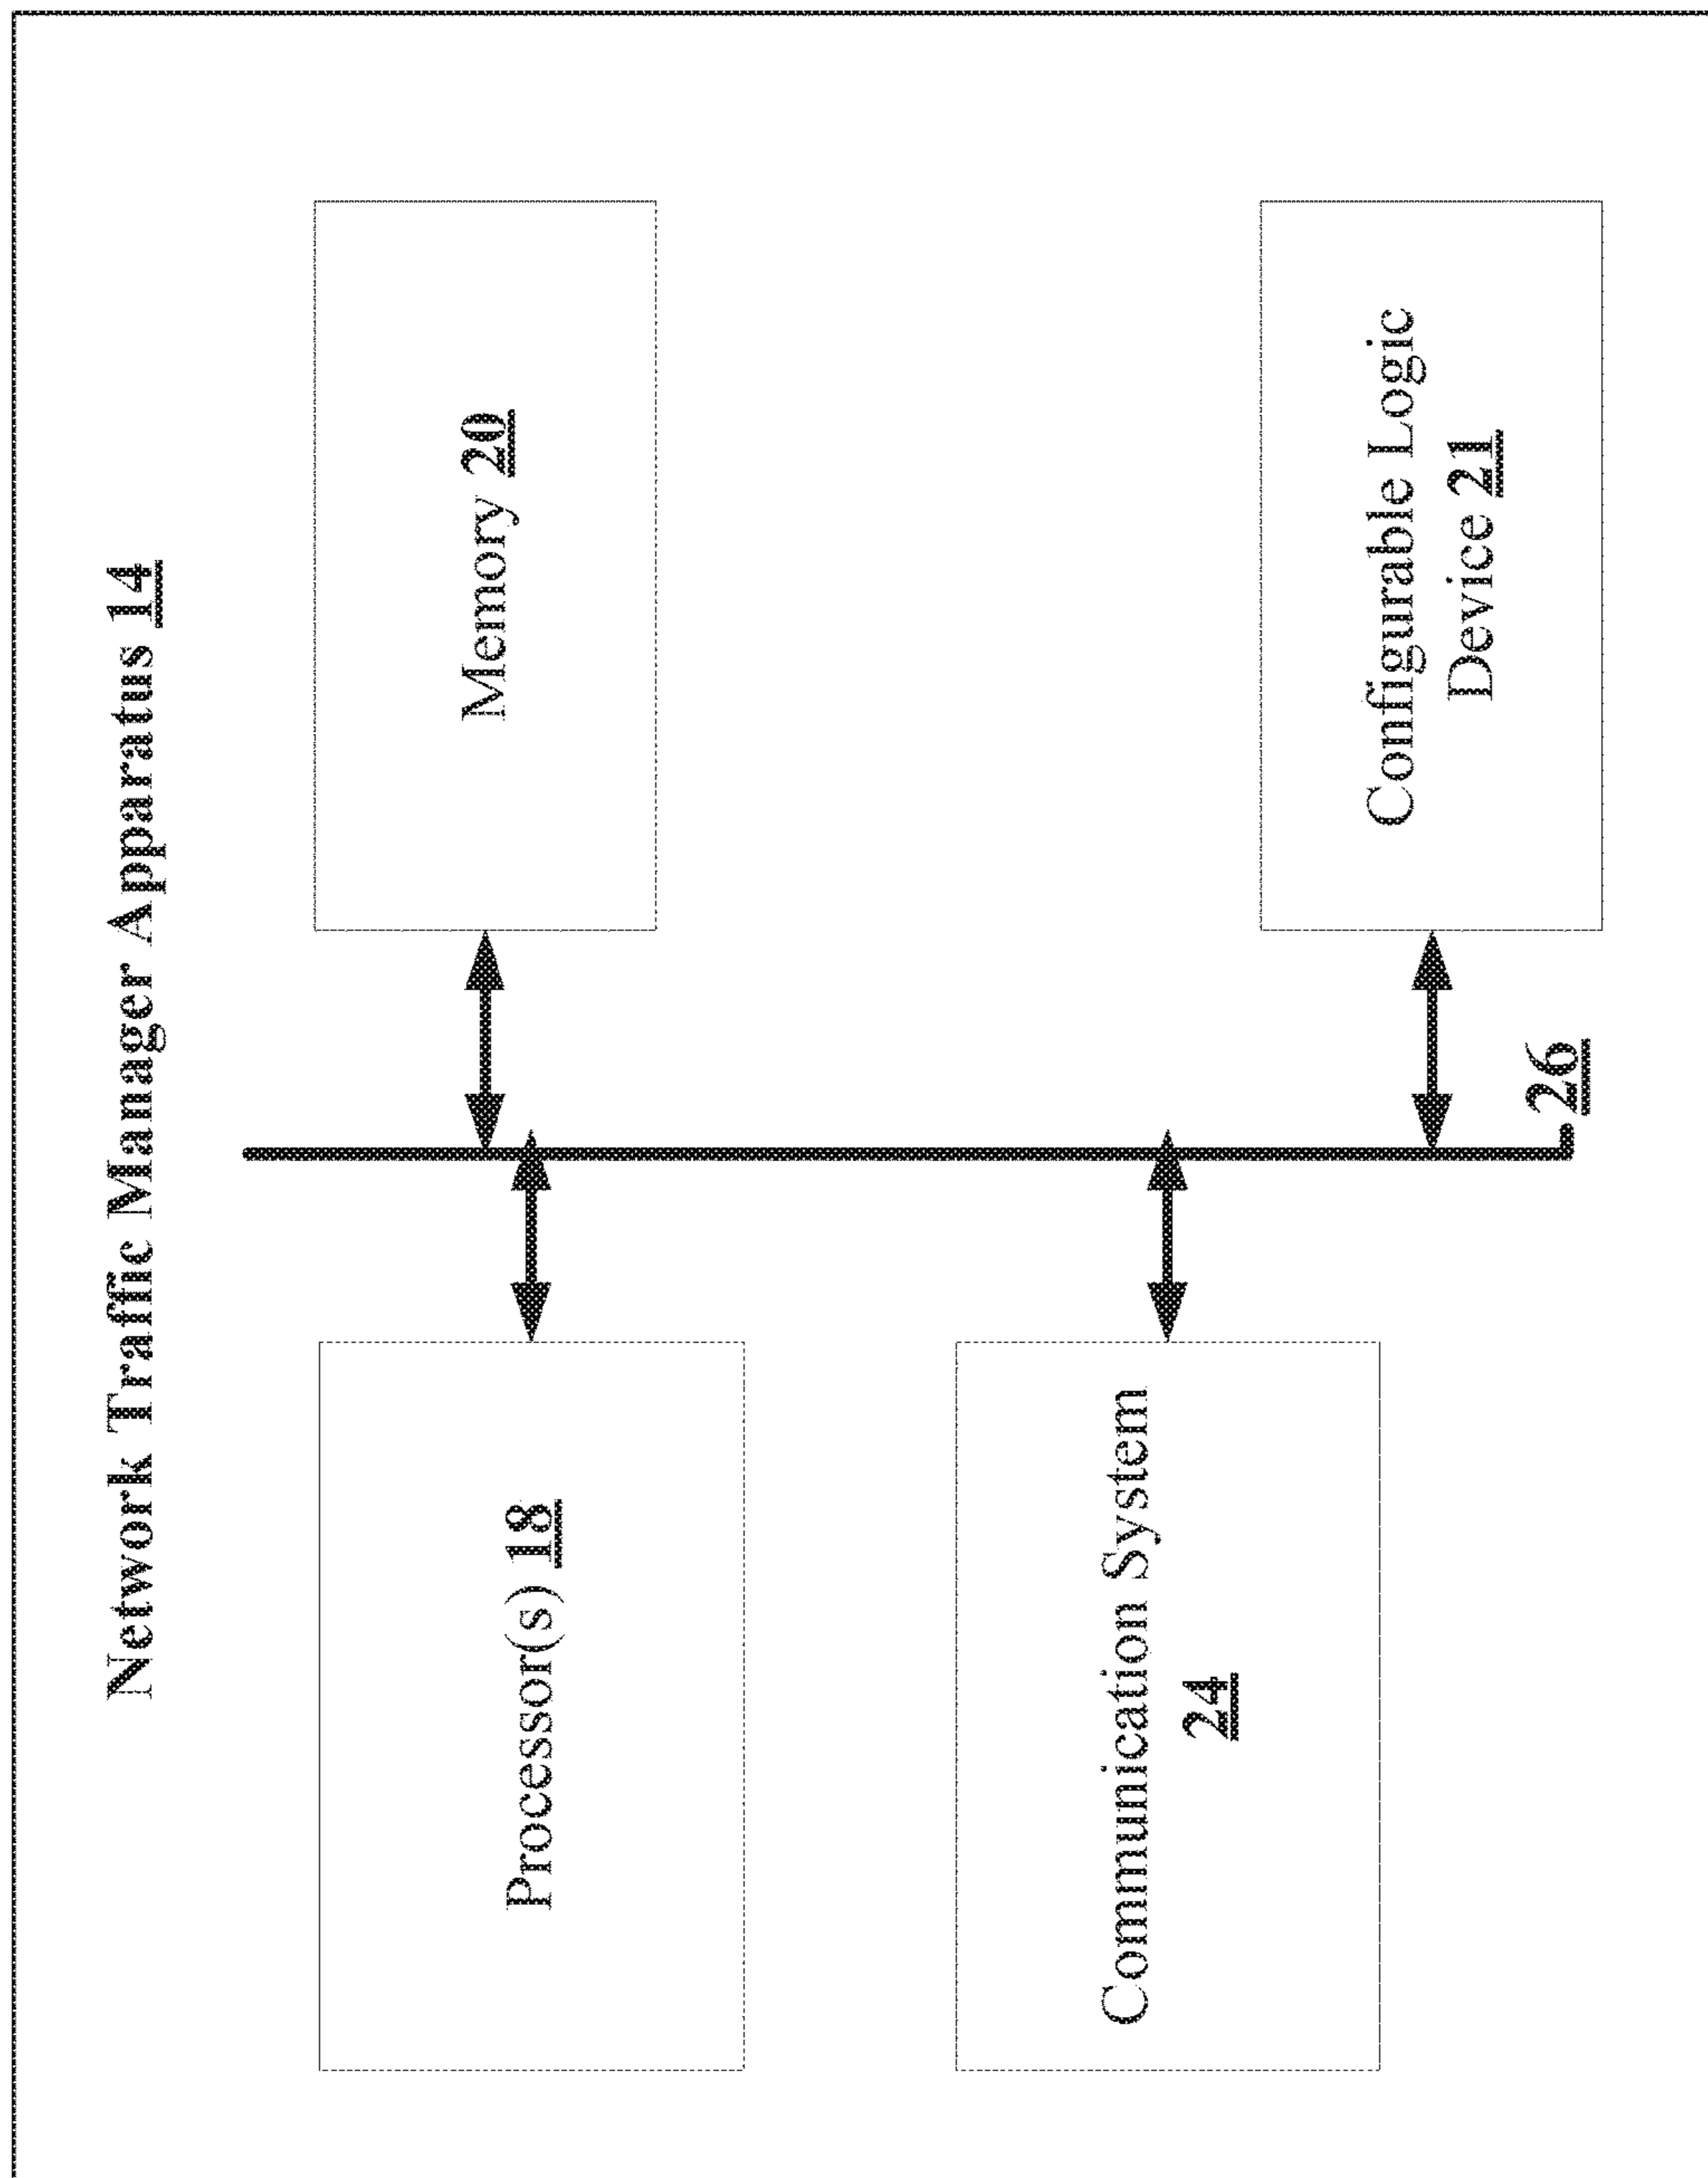 Network Traffic Manager Apparatus 14
Processor(s) 18
Memory 20
Communication System
24
Configurable Logic
Device 21
26